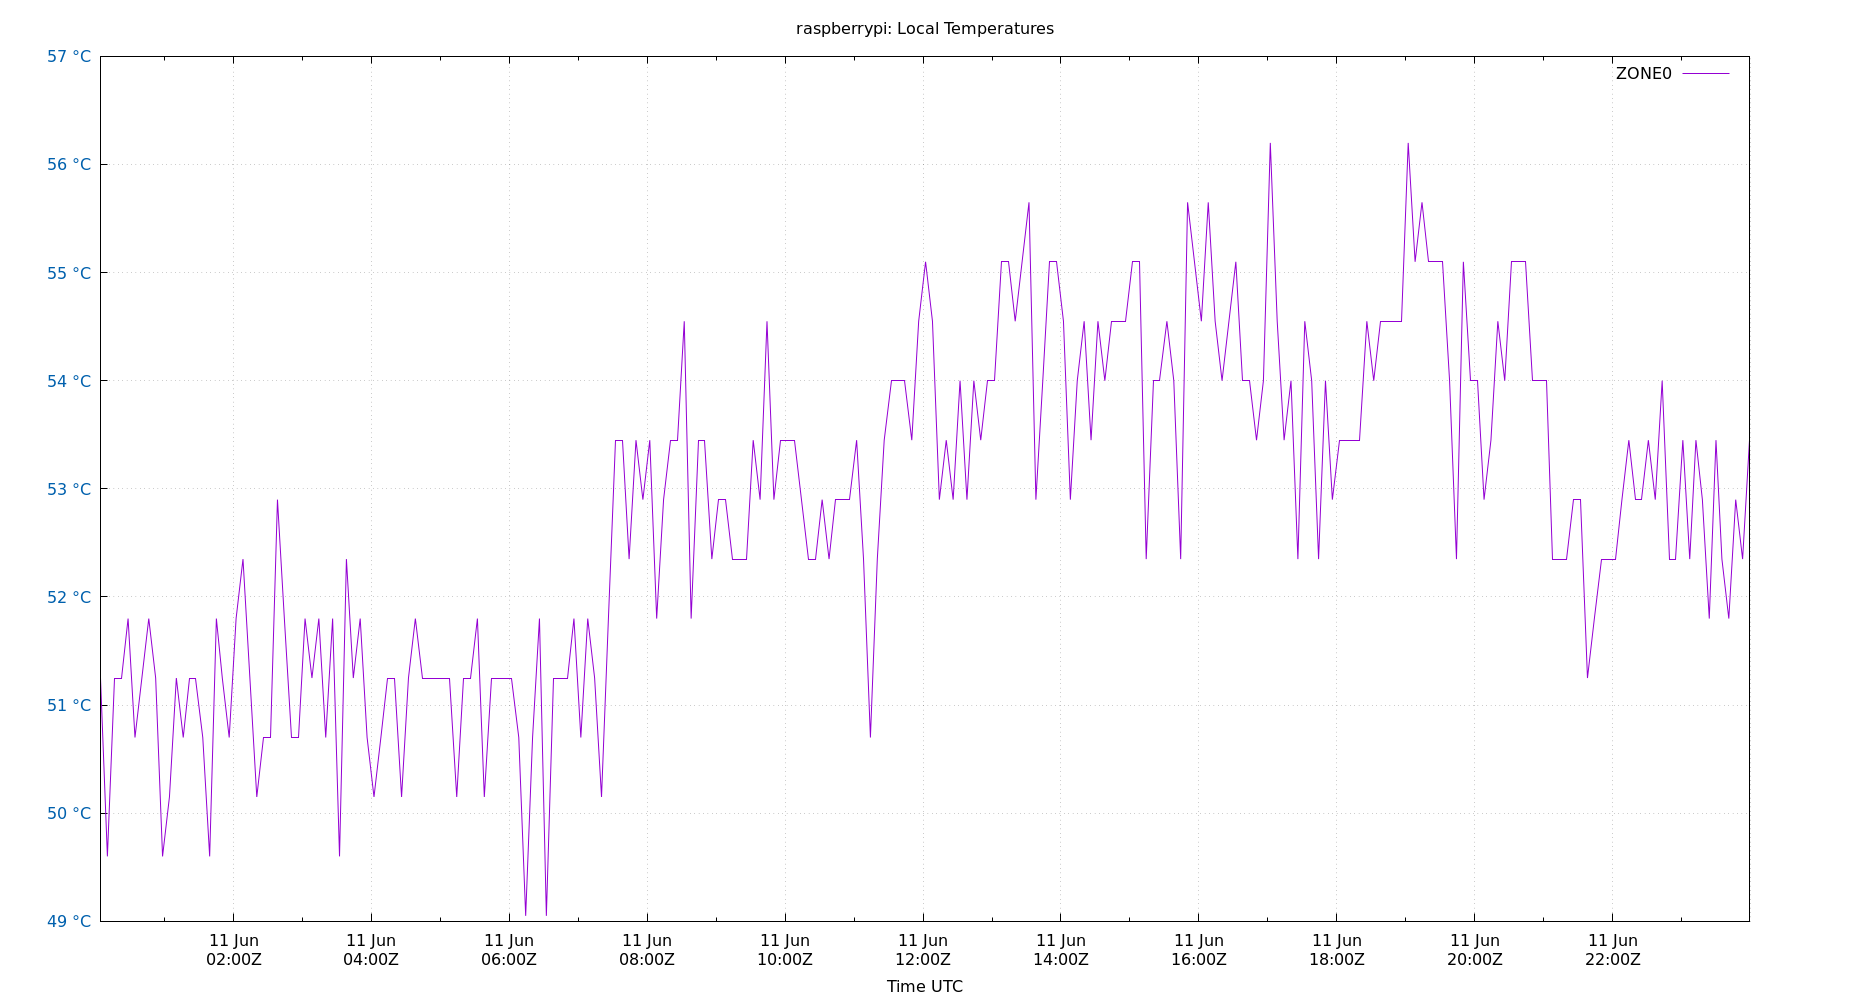 raspberrypi: Local Temperatures
57 °C
ZONE0
56 °C
55 °C
54 °C
53 °C
52 °C
51 °C
50 °C
49 °C
11 Jun 11 Jun 11 Jun 11 Jun 11 Jun 11 Jun 11 Jun 11 Jun 11 Jun 11 Jun 11 Jun
02:00Z 04:00Z 06:00Z 08:00Z 10:00Z 12:00Z 14:00Z 16:00Z 18:00Z 20:00Z 22:00Z
Time UTC